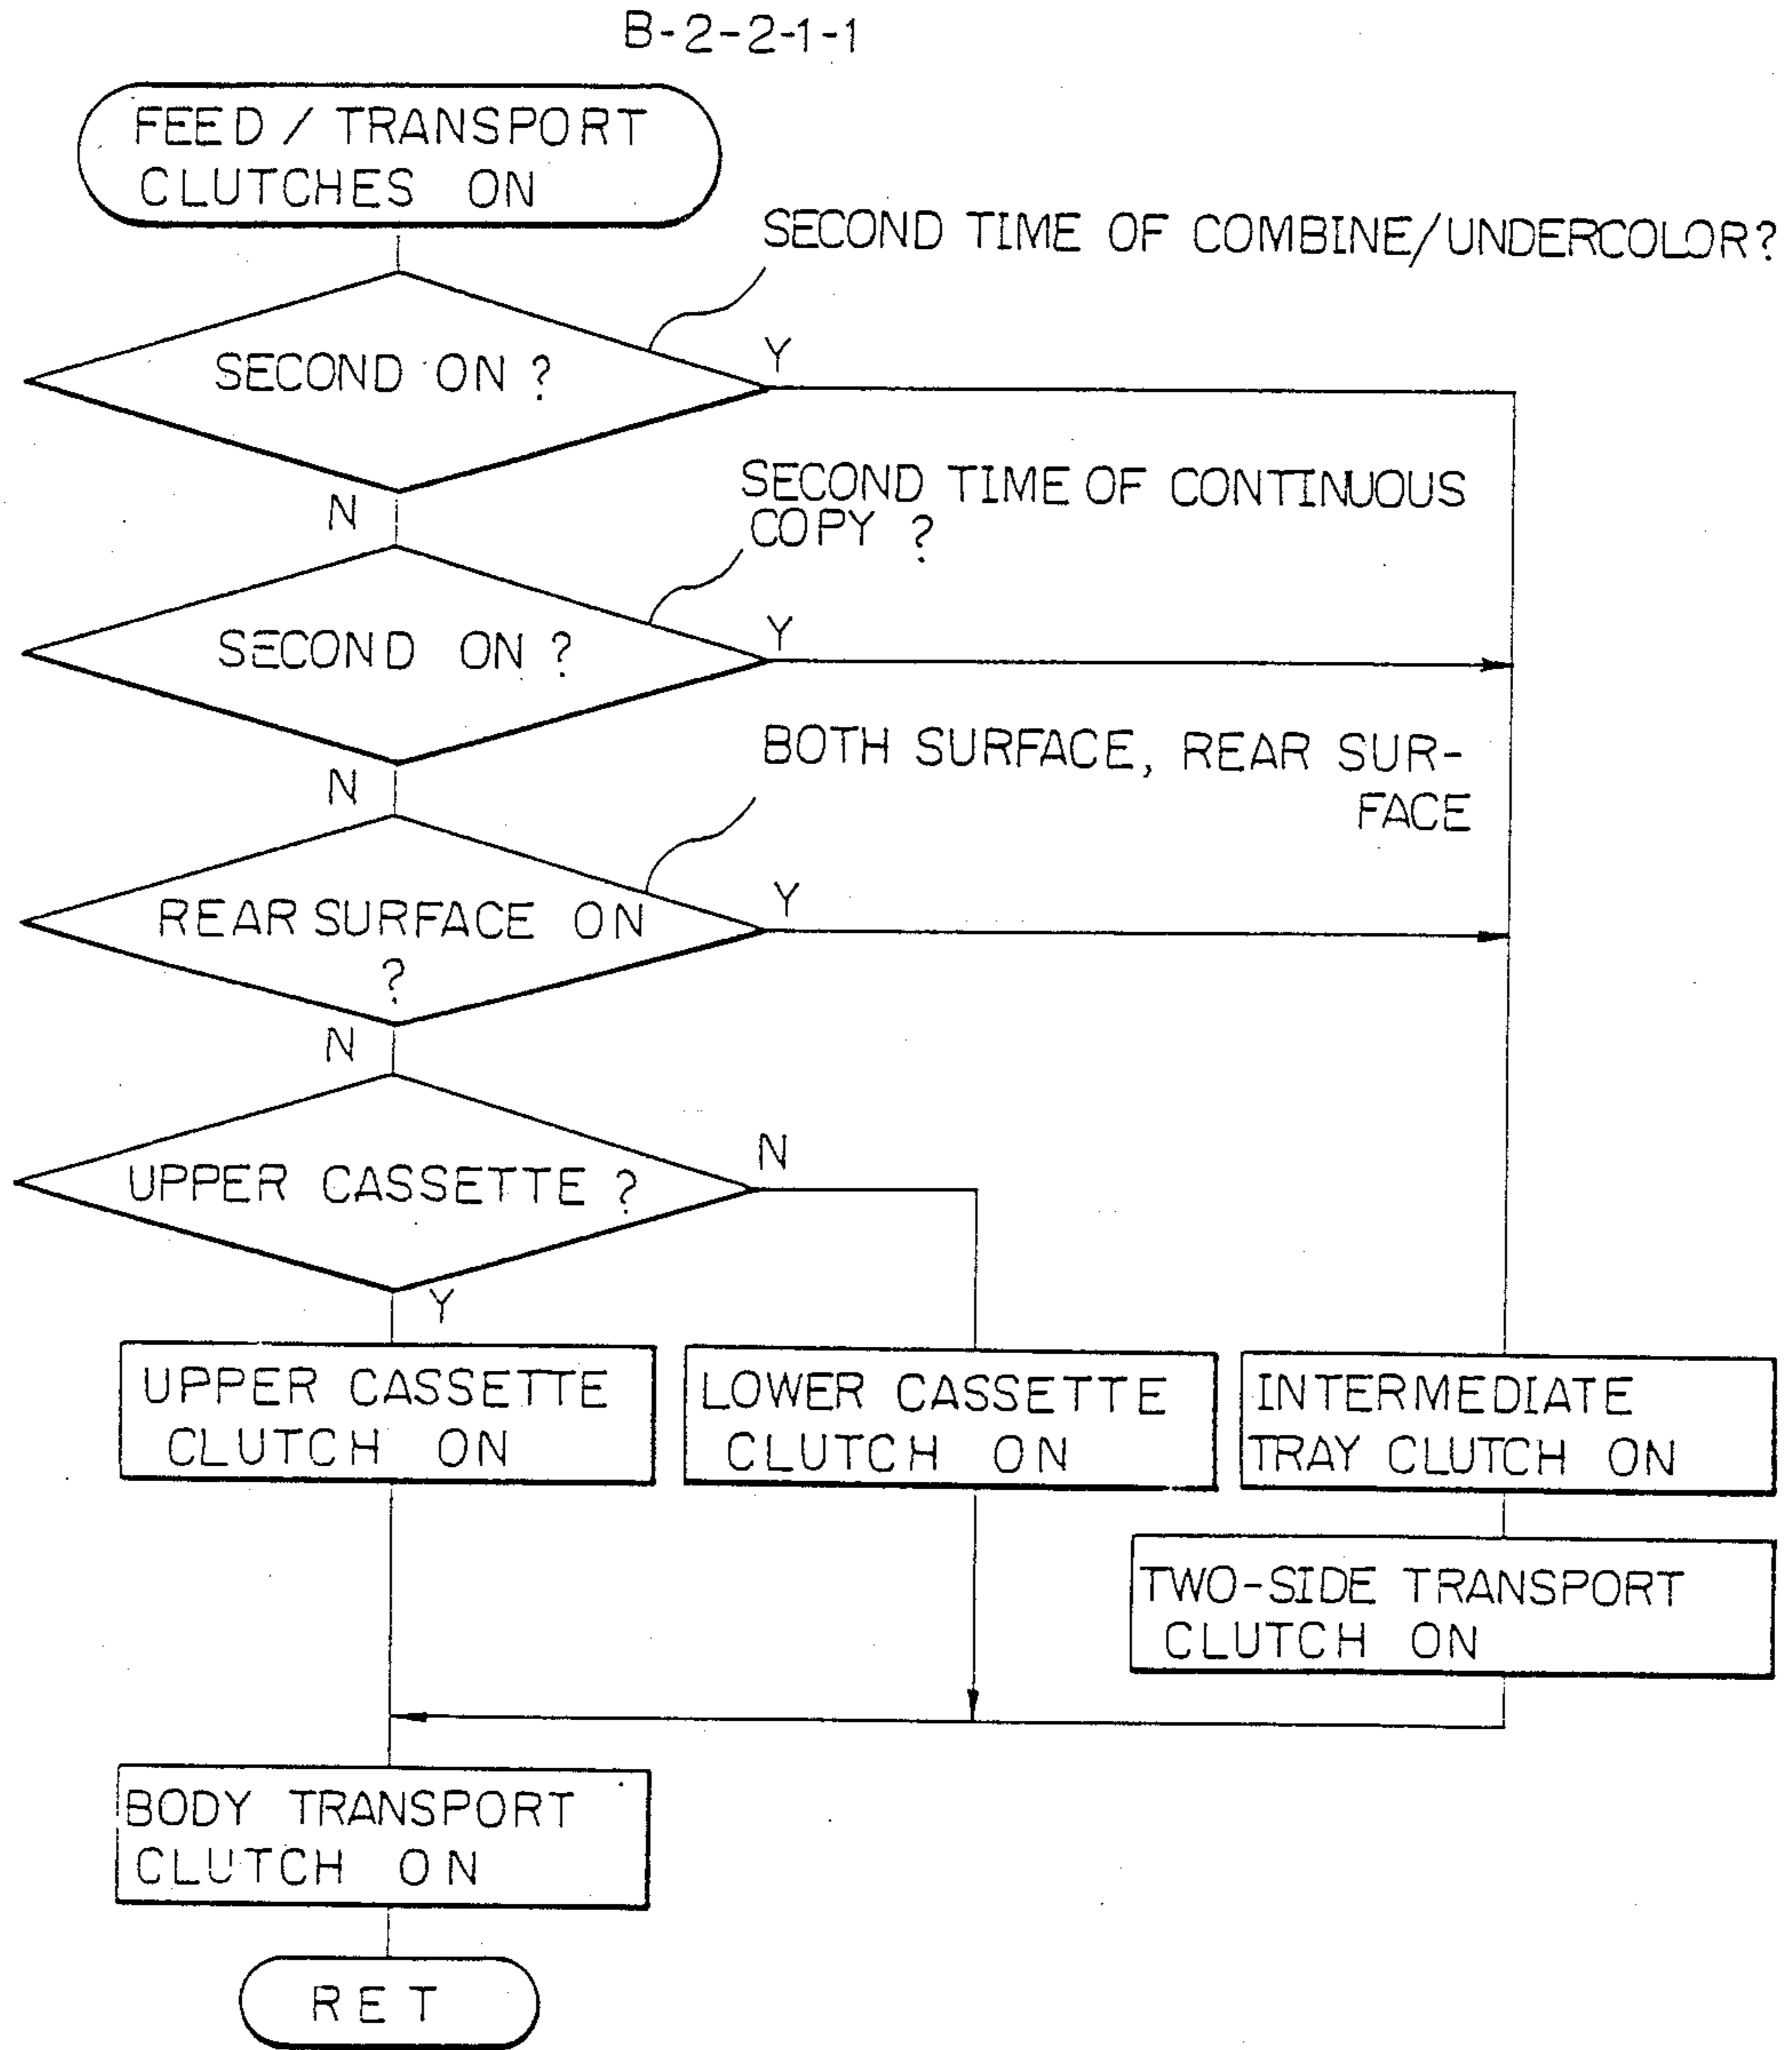 B-2-2-1-1
FEED / TRANSPORT
CLUTCHES ON
SECOND TIME OF COMBINE/UNDERCOLOR?
SECOND ON ?
Y
N
SECOND TIME OF CONTINUOUS
COPY ?
SECOND ON ?
Y
N
BOTH SURFACE, REAR SUR-
FACE
REAR SURFACE ON
?
Y
N
UPPER CASSETTE ?
N
Y
UPPER CASSETTE
CLUTCH ON
LOWER CASSETTE
CLUTCH ON
INTERMEDIATE
TRAY CLUTCH ON
TWO-SIDE TRANSPORT
CLUTCH ON
BODY TRANSPORT
CLUTCH ON
RET